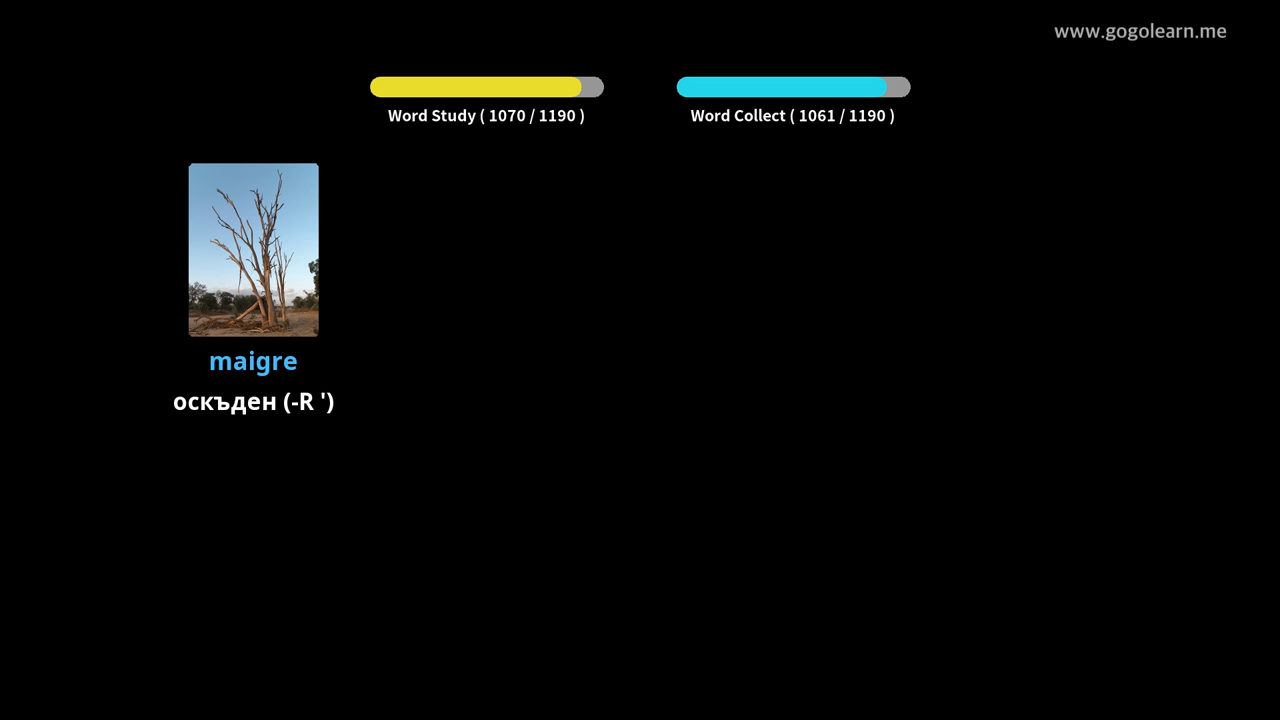 www.gogolearn.me
Word Study ( 1070 / 1190 )
Word Collect ( 1061 / 1190 )
maigre
оскъден (-R ')